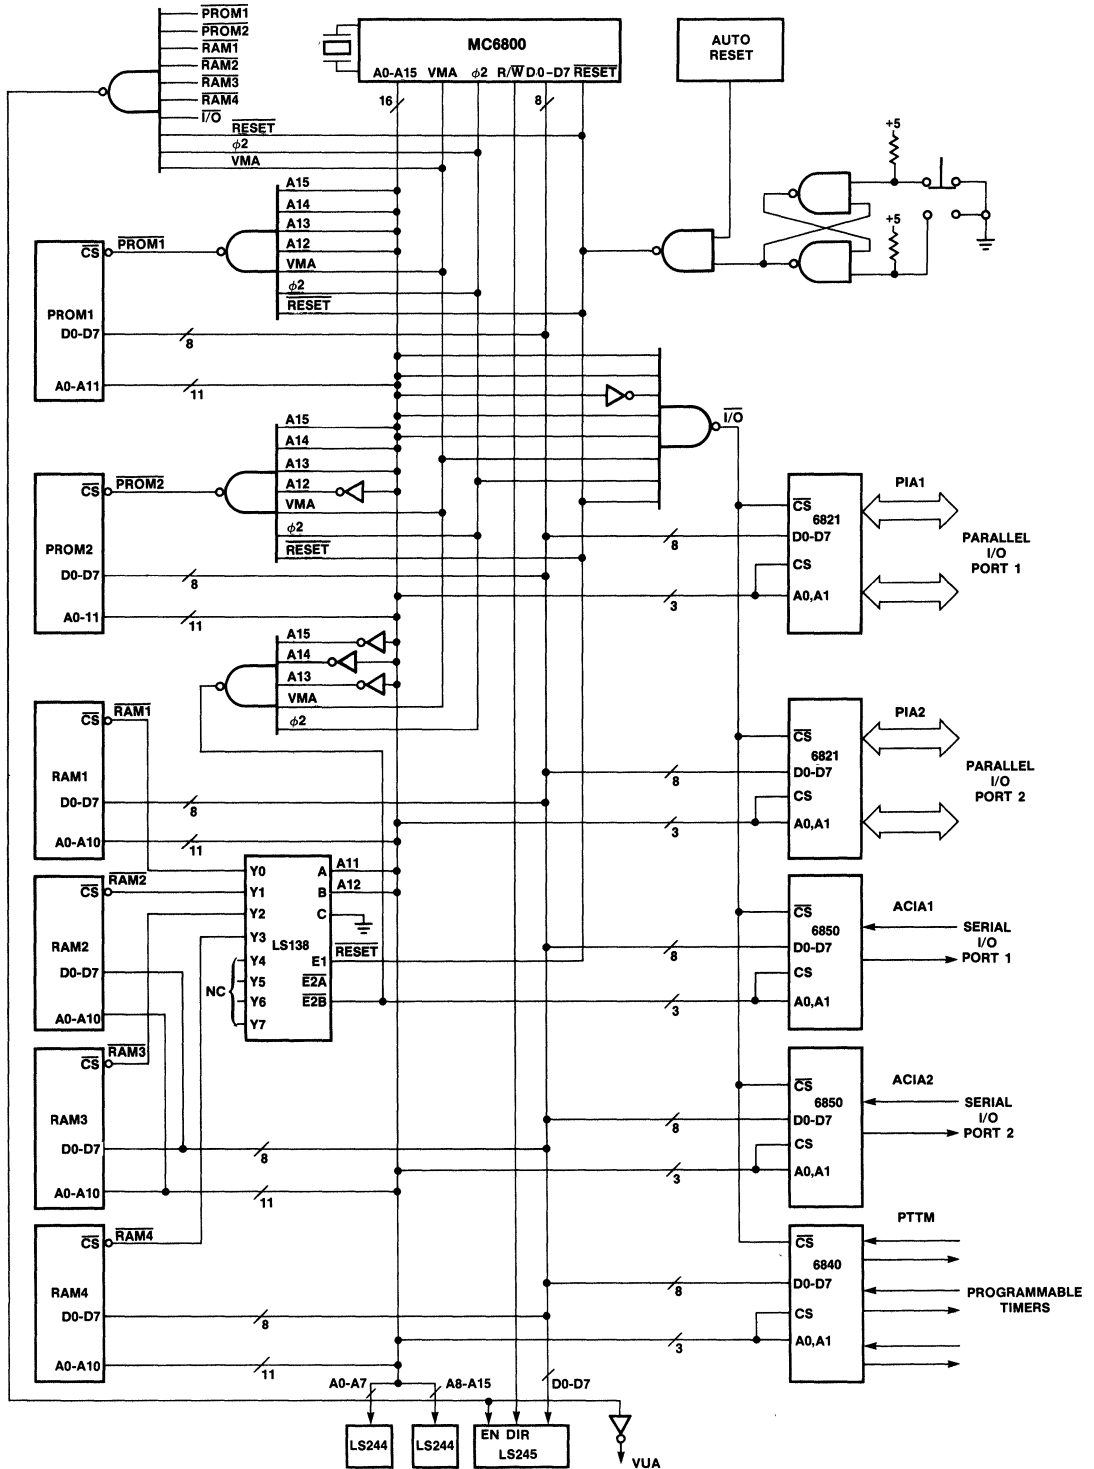 PROM1
PROM2
RAM1
RAM2
RAM3
RAM4
I/O
RESET
ϕ2
VMA
MC6800
A0-A15 VMA ϕ2 R/W D0-D7 RESET
16
8
AUTO
RESET
+5
+5
A15
A14
A13
A12
VMA
ϕ2
RESET
PROM1
CS
PROM1
D0-D7
8
A0-A11
11
I/O
A15
A14
A13
A12
VMA
ϕ2
RESET
PROM2
CS
PROM2
D0-D7
8
A0-11
11
CS
6821
D0-D7
8
CS
A0,A1
3
PIA1
PARALLEL
I/O
PORT 1
A15
A14
A13
VMA
ϕ2
RAM1
CS
RAM1
D0-D7
8
A0-A10
11
CS
6821
D0-D7
8
CS
A0,A1
3
PIA2
PARALLEL
I/O
PORT 2
Y0
Y1
Y2
Y3
Y4
Y5
Y6
Y7
NC
LS138
A
B
C
E1
E2A
E2B
A11
A12
RESET
RAM2
CS
RAM2
D0-D7
A0-A10
CS
6850
D0-D7
8
CS
A0,A1
3
ACIA1
SERIAL
I/O
PORT 1
RAM3
CS
RAM3
D0-D7
8
A0-A10
11
CS
6850
D0-D7
8
CS
A0,A1
3
ACIA2
SERIAL
I/O
PORT 2
RAM4
CS
RAM4
D0-D7
8
A0-A10
11
CS
6840
D0-D7
8
CS
A0,A1
3
PTTM
PROGRAMMABLE
TIMERS
A0-A7
A8-A15
D0-D7
LS244
LS244
EN DIR
LS245
VUA